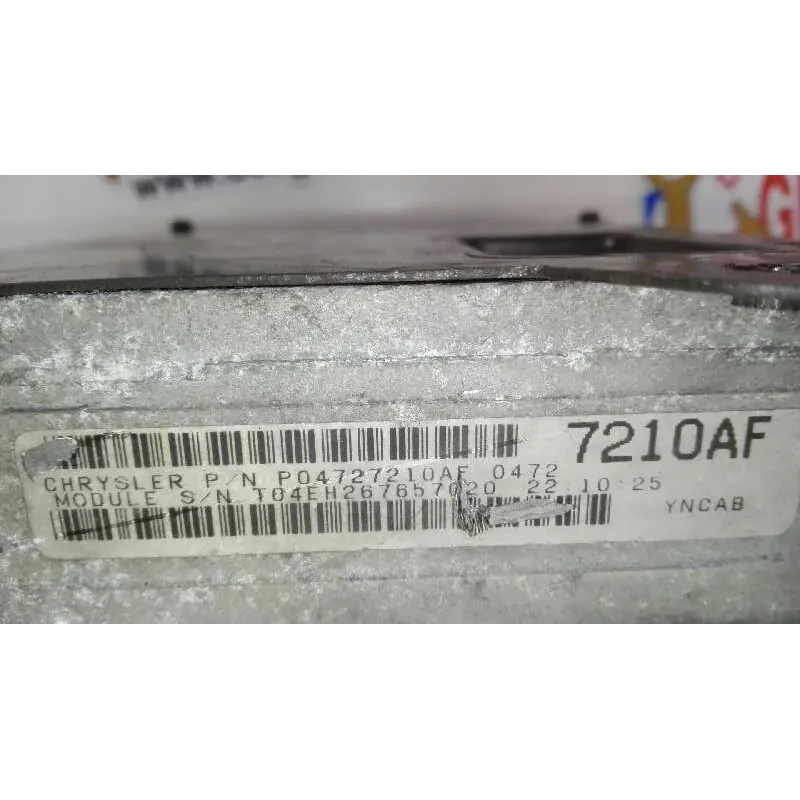 7210AF
CHRYSLER P/N P04727210AF 0472
MODULE S/N T04EH267657020 22 10 25
YNCAB